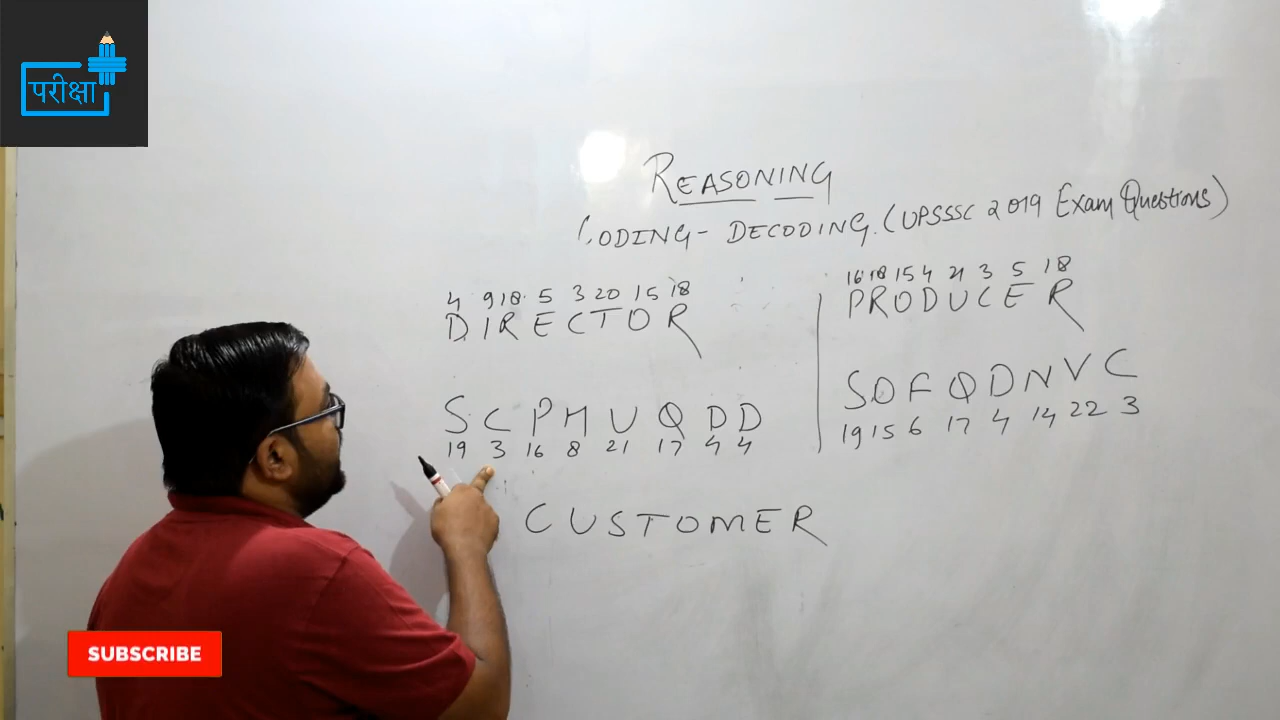 परीक्षा
REASONING
CODING- DECODING. (UPSSSC 2019 Exam Questions)
4 9 18 5 3 20 15 18
DIRECTOR
16 18 15 4 21 3 5 18
PRODUCER
SCPHUQDD
19 3 16 8 21 17 4 4
SOFQDNVC
19 15 6 17 4 14 22 3
CUSTOMER
SUBSCRIBE